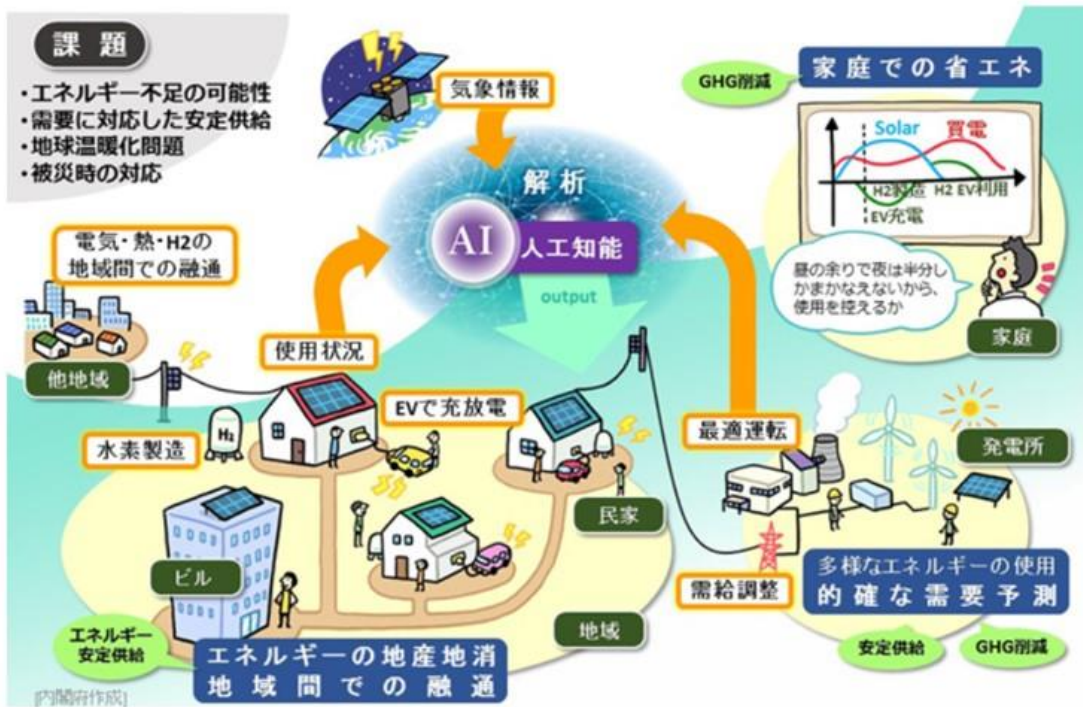 課題
・エネルギー不足の可能性
・需要に対応した安定供給
・地球温暖化問題
・被災時の対応
気象情報
GHG削減
家庭での省エネ
Solar
買電
H2製造
H2 EV利用
EV充電
昼の余りで夜は半分し
かまかなえないから、
使用を控えるか
家庭
解析
AI
人工知能
output
電気・熱・H2の
地域間での融通
他地域
使用状況
水素製造
H2
EVで充放電
民家
ビル
地域
エネルギー
安定供給
エネルギーの地産地消
地域間での融通
最適運転
発電所
需給調整
多様なエネルギーの使用
的確な需要予測
安定供給
GHG削減
[内閣府作成]